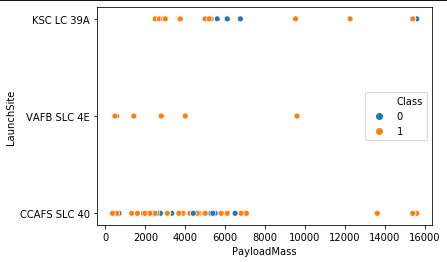 KSC LC 39A
VAFB SLC 4E
CCAFS SLC 40
LaunchSite
Class
0
1
0 2000 4000 6000 8000 10000 12000 14000 16000
PayloadMass